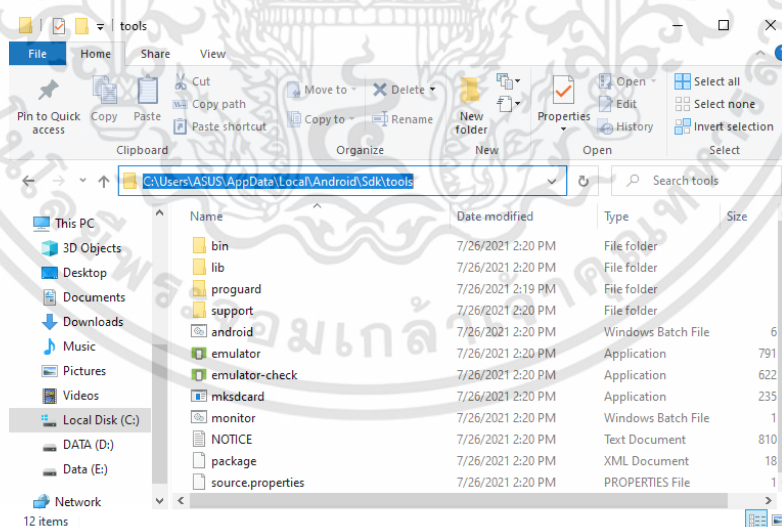 tools
File Home Share View
Pin to Quick access
Copy
Paste
Cut
Copy path
Paste shortcut
Clipboard
Move to
Copy to
Delete
Rename
Organize
New folder
New
Properties
Open
Edit
History
Open
Select all
Select none
Invert selection
Select
C:\Users\ASUS\AppData\Local\Android\Sdk\tools
Search tools
This PC
3D Objects
Desktop
Documents
Downloads
Music
Pictures
Videos
Local Disk (C:)
DATA (D:)
Data (E:)
Network
Name Date modified Type Size
bin 7/26/2021 2:20 PM File folder
lib 7/26/2021 2:20 PM File folder
proguard 7/26/2021 2:19 PM File folder
support 7/26/2021 2:20 PM File folder
android 7/26/2021 2:20 PM Windows Batch File 6
emulator 7/26/2021 2:20 PM Application 791
emulator-check 7/26/2021 2:20 PM Application 622
mksdcard 7/26/2021 2:20 PM Application 235
monitor 7/26/2021 2:20 PM Windows Batch File 1
NOTICE 7/26/2021 2:20 PM Text Document 810
package 7/26/2021 2:20 PM XML Document 18
source.properties 7/26/2021 2:20 PM PROPERTIES File 1
12 items